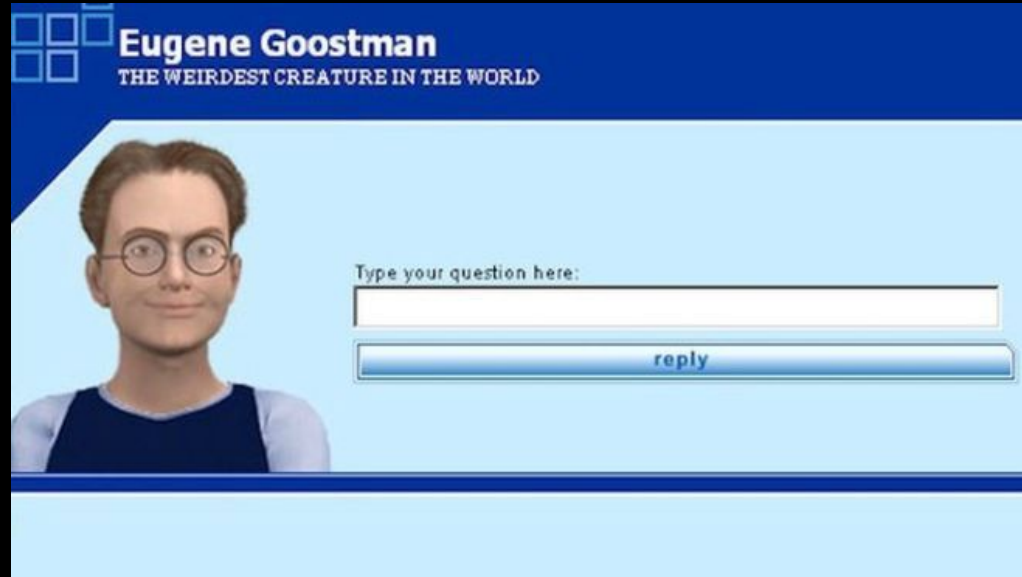 Eugene Goostman
THE WEIRDEST CREATURE IN THE WORLD
Type your question here:
reply